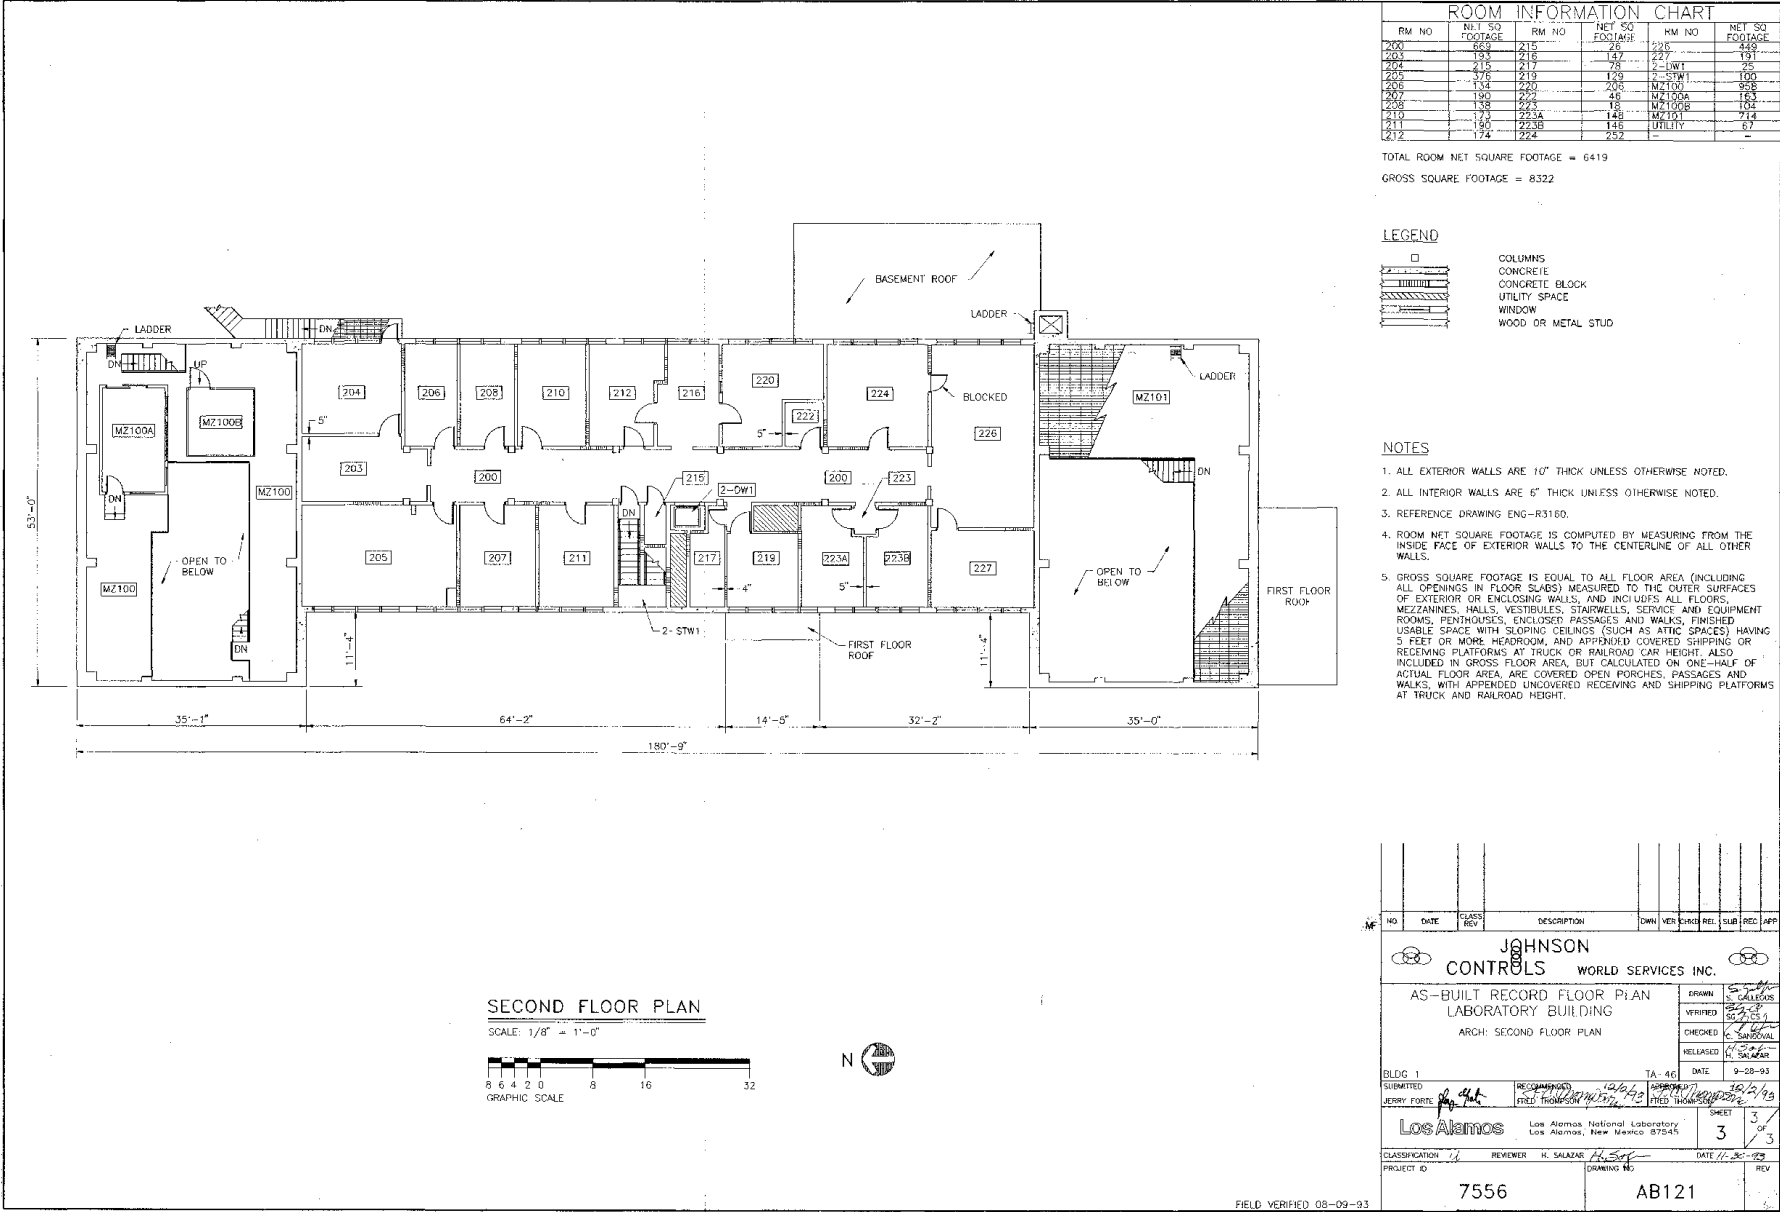 ROOM INFORMATION CHART
RM NO NET SQ FOOTAGE RM NO NET SQ FOOTAGE RM NO NET SQ FOOTAGE
200 669 215 26 226 449
203 193 216 147 227 191
204 215 217 78 2-DW1 25
205 376 219 129 2-STW1 100
206 134 220 206 MZ100 958
207 190 222 46 MZ100A 163
208 138 223 18 MZ100B 104
210 173 223A 148 MZ101 714
211 190 223B 146 UTILITY 67
212 174 224 252 - -
TOTAL ROOM NET SQUARE FOOTAGE = 6419
GROSS SQUARE FOOTAGE = 8322
LEGEND
COLUMNS
CONCRETE
CONCRETE BLOCK
UTILITY SPACE
WINDOW
WOOD OR METAL STUD
NOTES
1. ALL EXTERIOR WALLS ARE 10" THICK UNLESS OTHERWISE NOTED.
2. ALL INTERIOR WALLS ARE 6" THICK UNLESS OTHERWISE NOTED.
3. REFERENCE DRAWING ENG-R3160.
4. ROOM NET SQUARE FOOTAGE IS COMPUTED BY MEASURING FROM THE
INSIDE FACE OF EXTERIOR WALLS TO THE CENTERLINE OF ALL OTHER
WALLS.
5. GROSS SQUARE FOOTAGE IS EQUAL TO ALL FLOOR AREA (INCLUDING
ALL OPENINGS IN FLOOR SLABS) MEASURED TO THE OUTER SURFACES
OF EXTERIOR OR ENCLOSING WALLS, AND INCLUDES ALL FLOORS,
MEZZANINES, HALLS, VESTIBULES, STAIRWELLS, SERVICE AND EQUIPMENT
ROOMS, PENTHOUSES, ENCLOSED PASSAGES AND WALKS, FINISHED
USABLE SPACE WITH SLOPING CEILINGS (SUCH AS ATTIC SPACES) HAVING
5 FEET OR MORE HEADROOM, AND APPENDED COVERED SHIPPING OR
RECEIVING PLATFORMS AT TRUCK OR RAILROAD CAR HEIGHT. ALSO
INCLUDED IN GROSS FLOOR AREA, BUT CALCULATED ON ONE-HALF OF
ACTUAL FLOOR AREA, ARE COVERED OPEN PORCHES, PASSAGES AND
WALKS, WITH APPENDED UNCOVERED RECEIVING AND SHIPPING PLATFORMS
AT TRUCK AND RAILROAD HEIGHT.
BASEMENT ROOF
LADDER
LADDER
DN
DN
UP
LADDER
204
206
208
210
212
216
220
222
224
BLOCKED
226
MZ101
MZ100A
MZ100B
5"
5"
203
200
215
2-DW1
200
223
DN
MZ100
DN
DN
53'-0"
OPEN TO
BELOW
205
207
211
217
219
223A
223B
227
4"
5"
OPEN TO
BELOW
MZ100
FIRST FLOOR
ROOF
DN
2-STW1
FIRST FLOOR
ROOF
11'-4"
11'-4"
35'-1"
64'-2"
14'-5"
32'-2"
35'-0"
180'-9"
SECOND FLOOR PLAN
SCALE: 1/8" = 1'-0"
8 6 4 2 0 8 16 32
GRAPHIC SCALE
N
FIELD VERIFIED 08-09-93
MF
NO DATE CLASS REV DESCRIPTION DWN VER CHKD REL SUB REC APP
JOHNSON
CONTROLS WORLD SERVICES INC.
AS-BUILT RECORD FLOOR PLAN
LABORATORY BUILDING
ARCH: SECOND FLOOR PLAN
BLDG 1 TA-46
DRAWN S. GALLEGOS
VERIFIED
CHECKED C. SANDOVAL
RELEASED H. SALAZAR
DATE 9-28-93
SUBMITTED
JERRY FORTE
RECOMMENDED 12/2/93
FRED THOMPSON
APPROVED 12/2/93
FRED THOMPSON
Los Alamos
Los Alamos National Laboratory
Los Alamos, New Mexico 87545
SHEET
3
3 OF 3
CLASSIFICATION U REVIEWER H. SALAZAR DATE 11-30-93
PROJECT ID
7556
DRAWING NO
AB121
REV